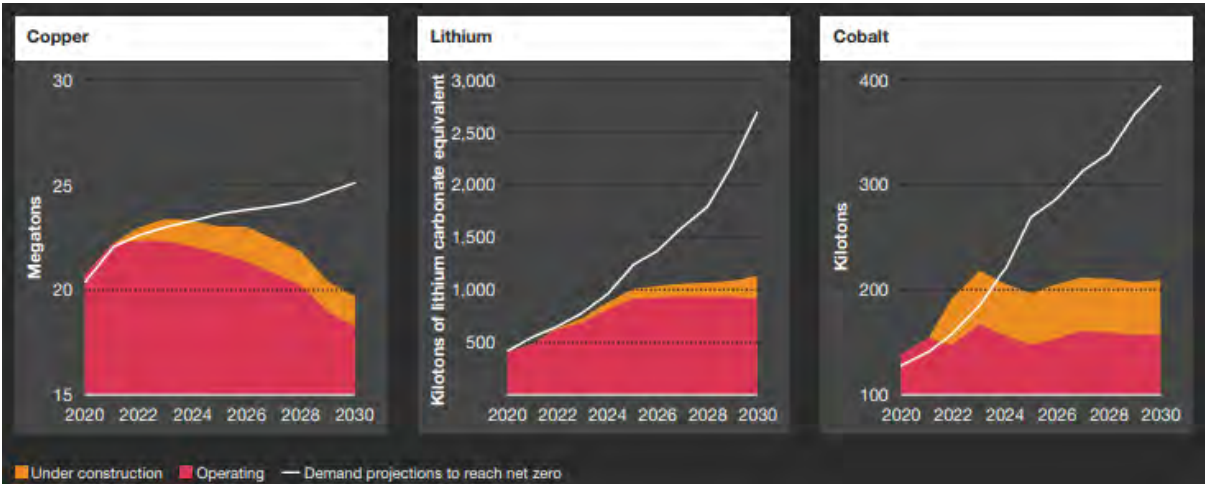 Copper
Megatons
30
25
20
15
2020 2022 2024 2026 2028 2030
Lithium
Kilotons of lithium carbonate equivalent
3,000
2,500
2,000
1,500
1,000
500
2020 2022 2024 2026 2028 2030
Cobalt
Kilotons
400
300
200
100
2020 2022 2024 2026 2028 2030
Under construction Operating Demand projections to reach net zero